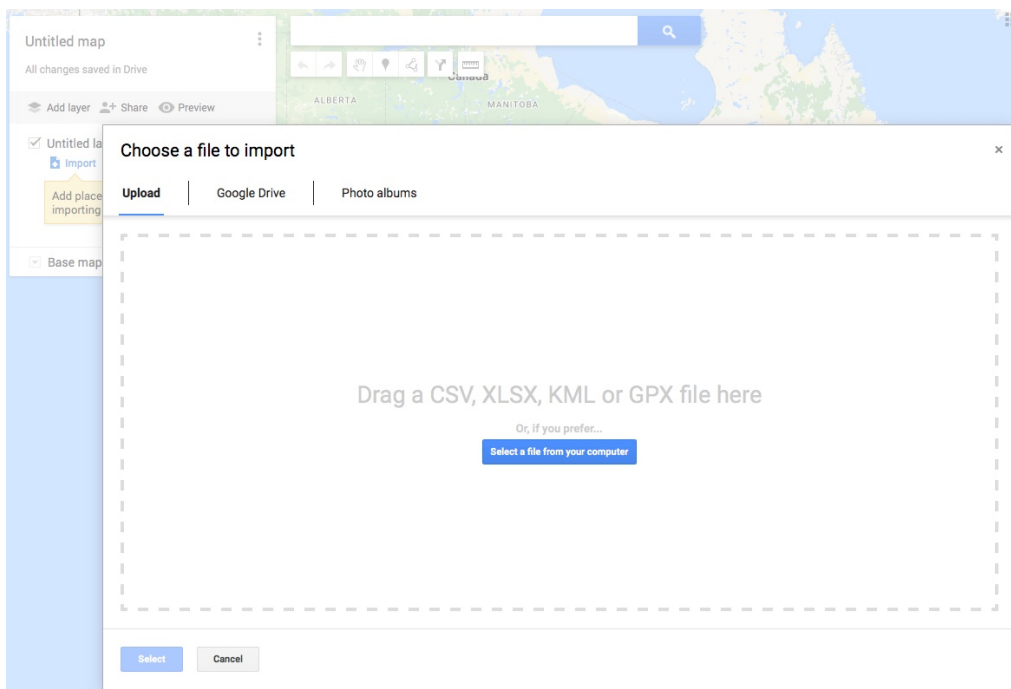 Untitled map
All changes saved in Drive
Add layer
Share
Preview
Untitled la
Import
Add place
importing
Base map
Canada
ALBERTA
MANITOBA
Choose a file to import
×
Upload
Google Drive
Photo albums
Drag a CSV, XLSX, KML or GPX file here
Or, if you prefer...
Select a file from your computer
Select
Cancel